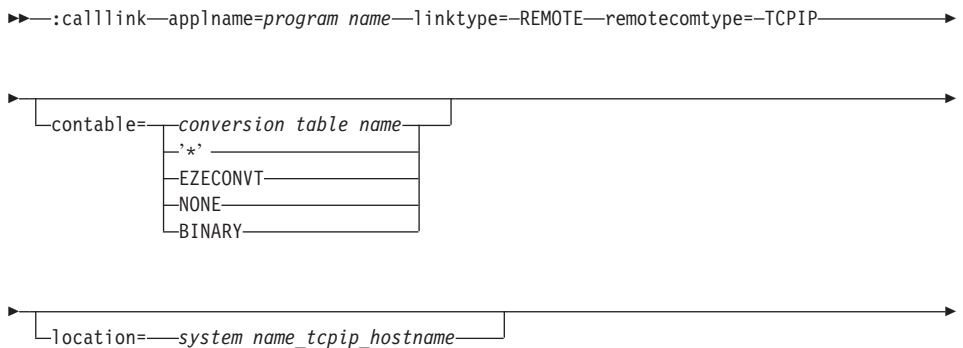 :calllink applname=program name linktype= REMOTE remotecomtype= TCPIP
contable= conversion table name
'*'
EZECONVT
NONE
BINARY
location= system name_tcpip_hostname